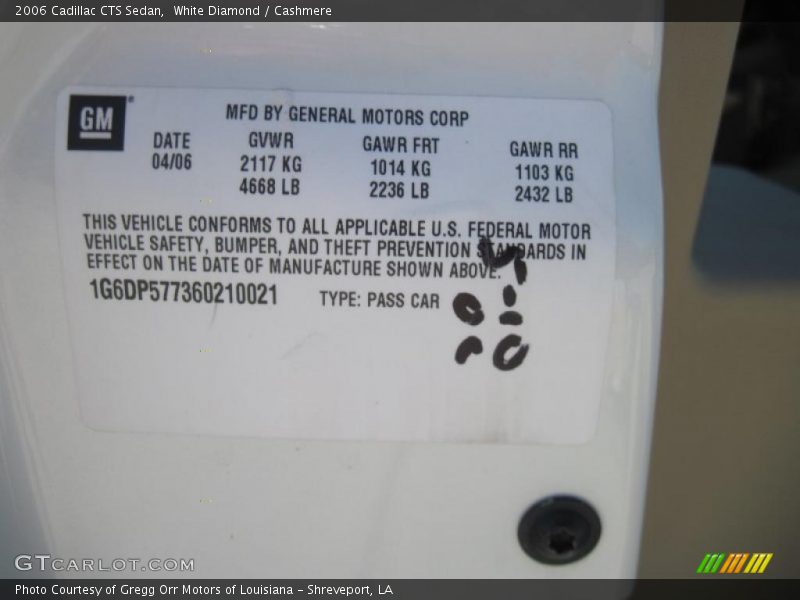 2006 Cadillac CTS Sedan, White Diamond / Cashmere
GM
MFD BY GENERAL MOTORS CORP
DATE GVWR GAWR FRT GAWR RR
04/06 2117 KG 1014 KG 1103 KG
4668 LB 2236 LB 2432 LB
THIS VEHICLE CONFORMS TO ALL APPLICABLE U.S. FEDERAL MOTOR
VEHICLE SAFETY, BUMPER, AND THEFT PREVENTION STANDARDS IN
EFFECT ON THE DATE OF MANUFACTURE SHOWN ABOVE.
1G6DP577360210021 TYPE: PASS CAR
GTCARLOT.COM
Photo Courtesy of Gregg Orr Motors of Louisiana - Shreveport, LA